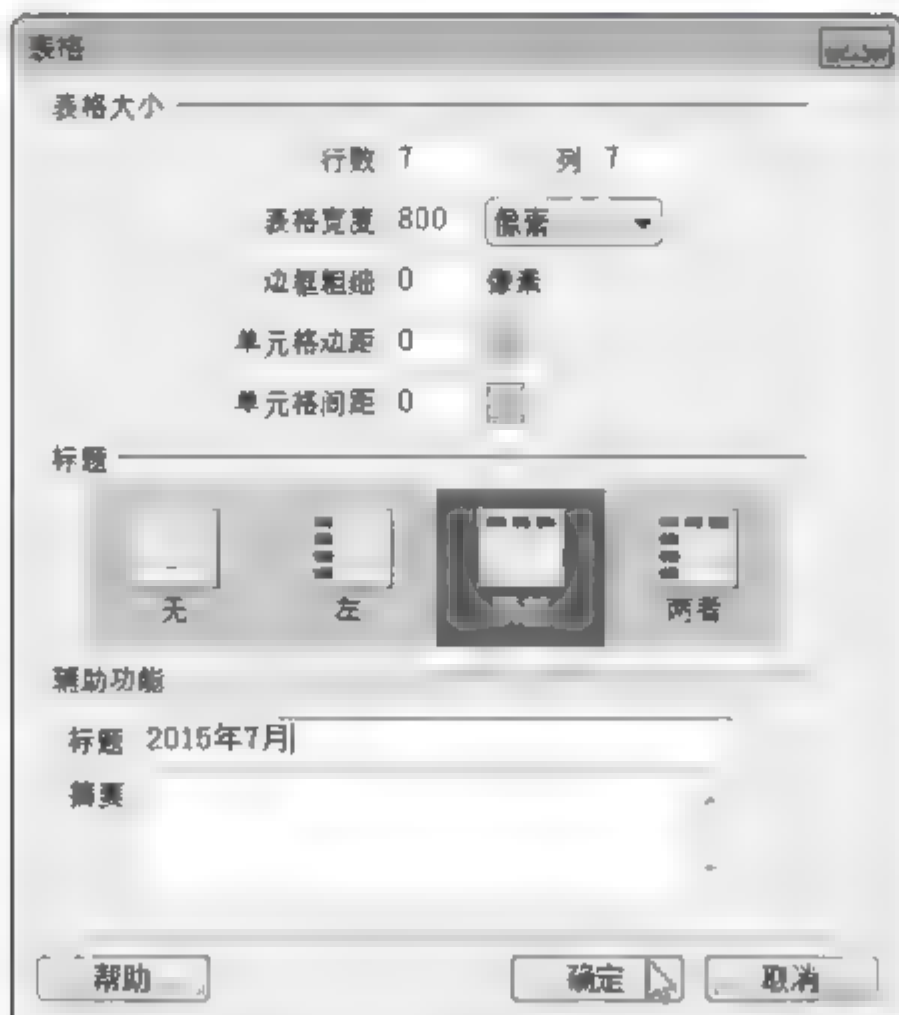 表格
表格大小
行数 7 列 7
表格宽度 800 像素
边框粗细 0 像素
单元格边距 0
单元格间距 0
标题
无 左 两者
辅助功能
标题 2015年7月
摘要
帮助 确定 取消